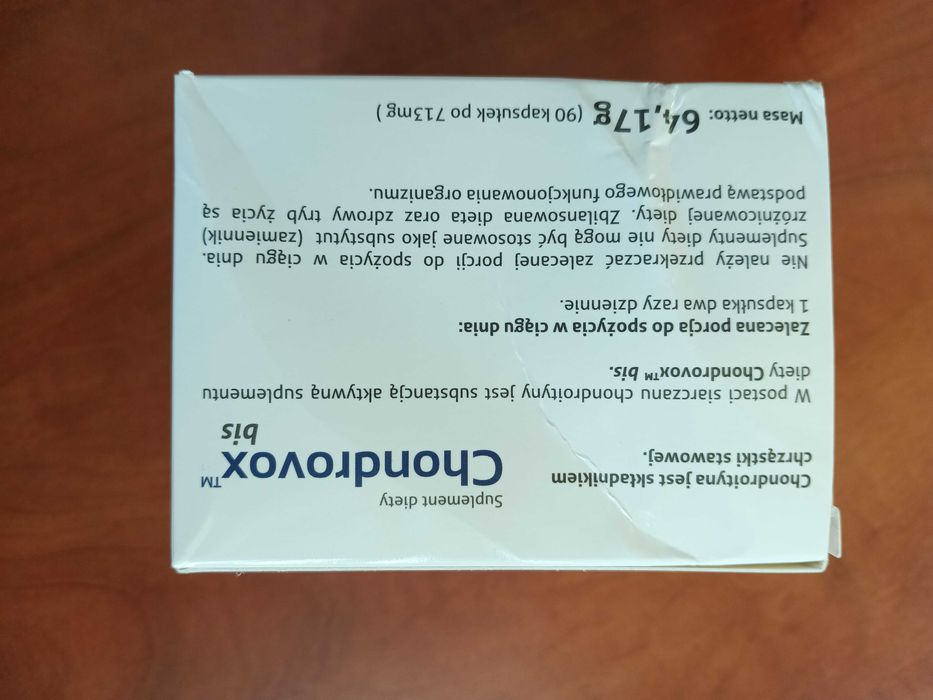 Chondroityna jest składnikiem
chrząstki stawowej.
Suplement diety
Chondrovox™
bis
W postaci siarczanu chondroityny jest substancją aktywną suplementu
diety Chondrovox™ bis.
Zalecana porcja do spożycia w ciągu dnia:
1 kapsułka dwa razy dziennie.
Nie należy przekraczać zalecanej porcji do spożycia w ciągu dnia.
Suplementy diety nie mogą być stosowane jako substytut (zamiennik)
zróżnicowanej diety. Zbilansowana dieta oraz zdrowy tryb życia są
podstawą prawidłowego funkcjonowania organizmu.
Masa netto: 64,17g (90 kapsułek po 713mg )